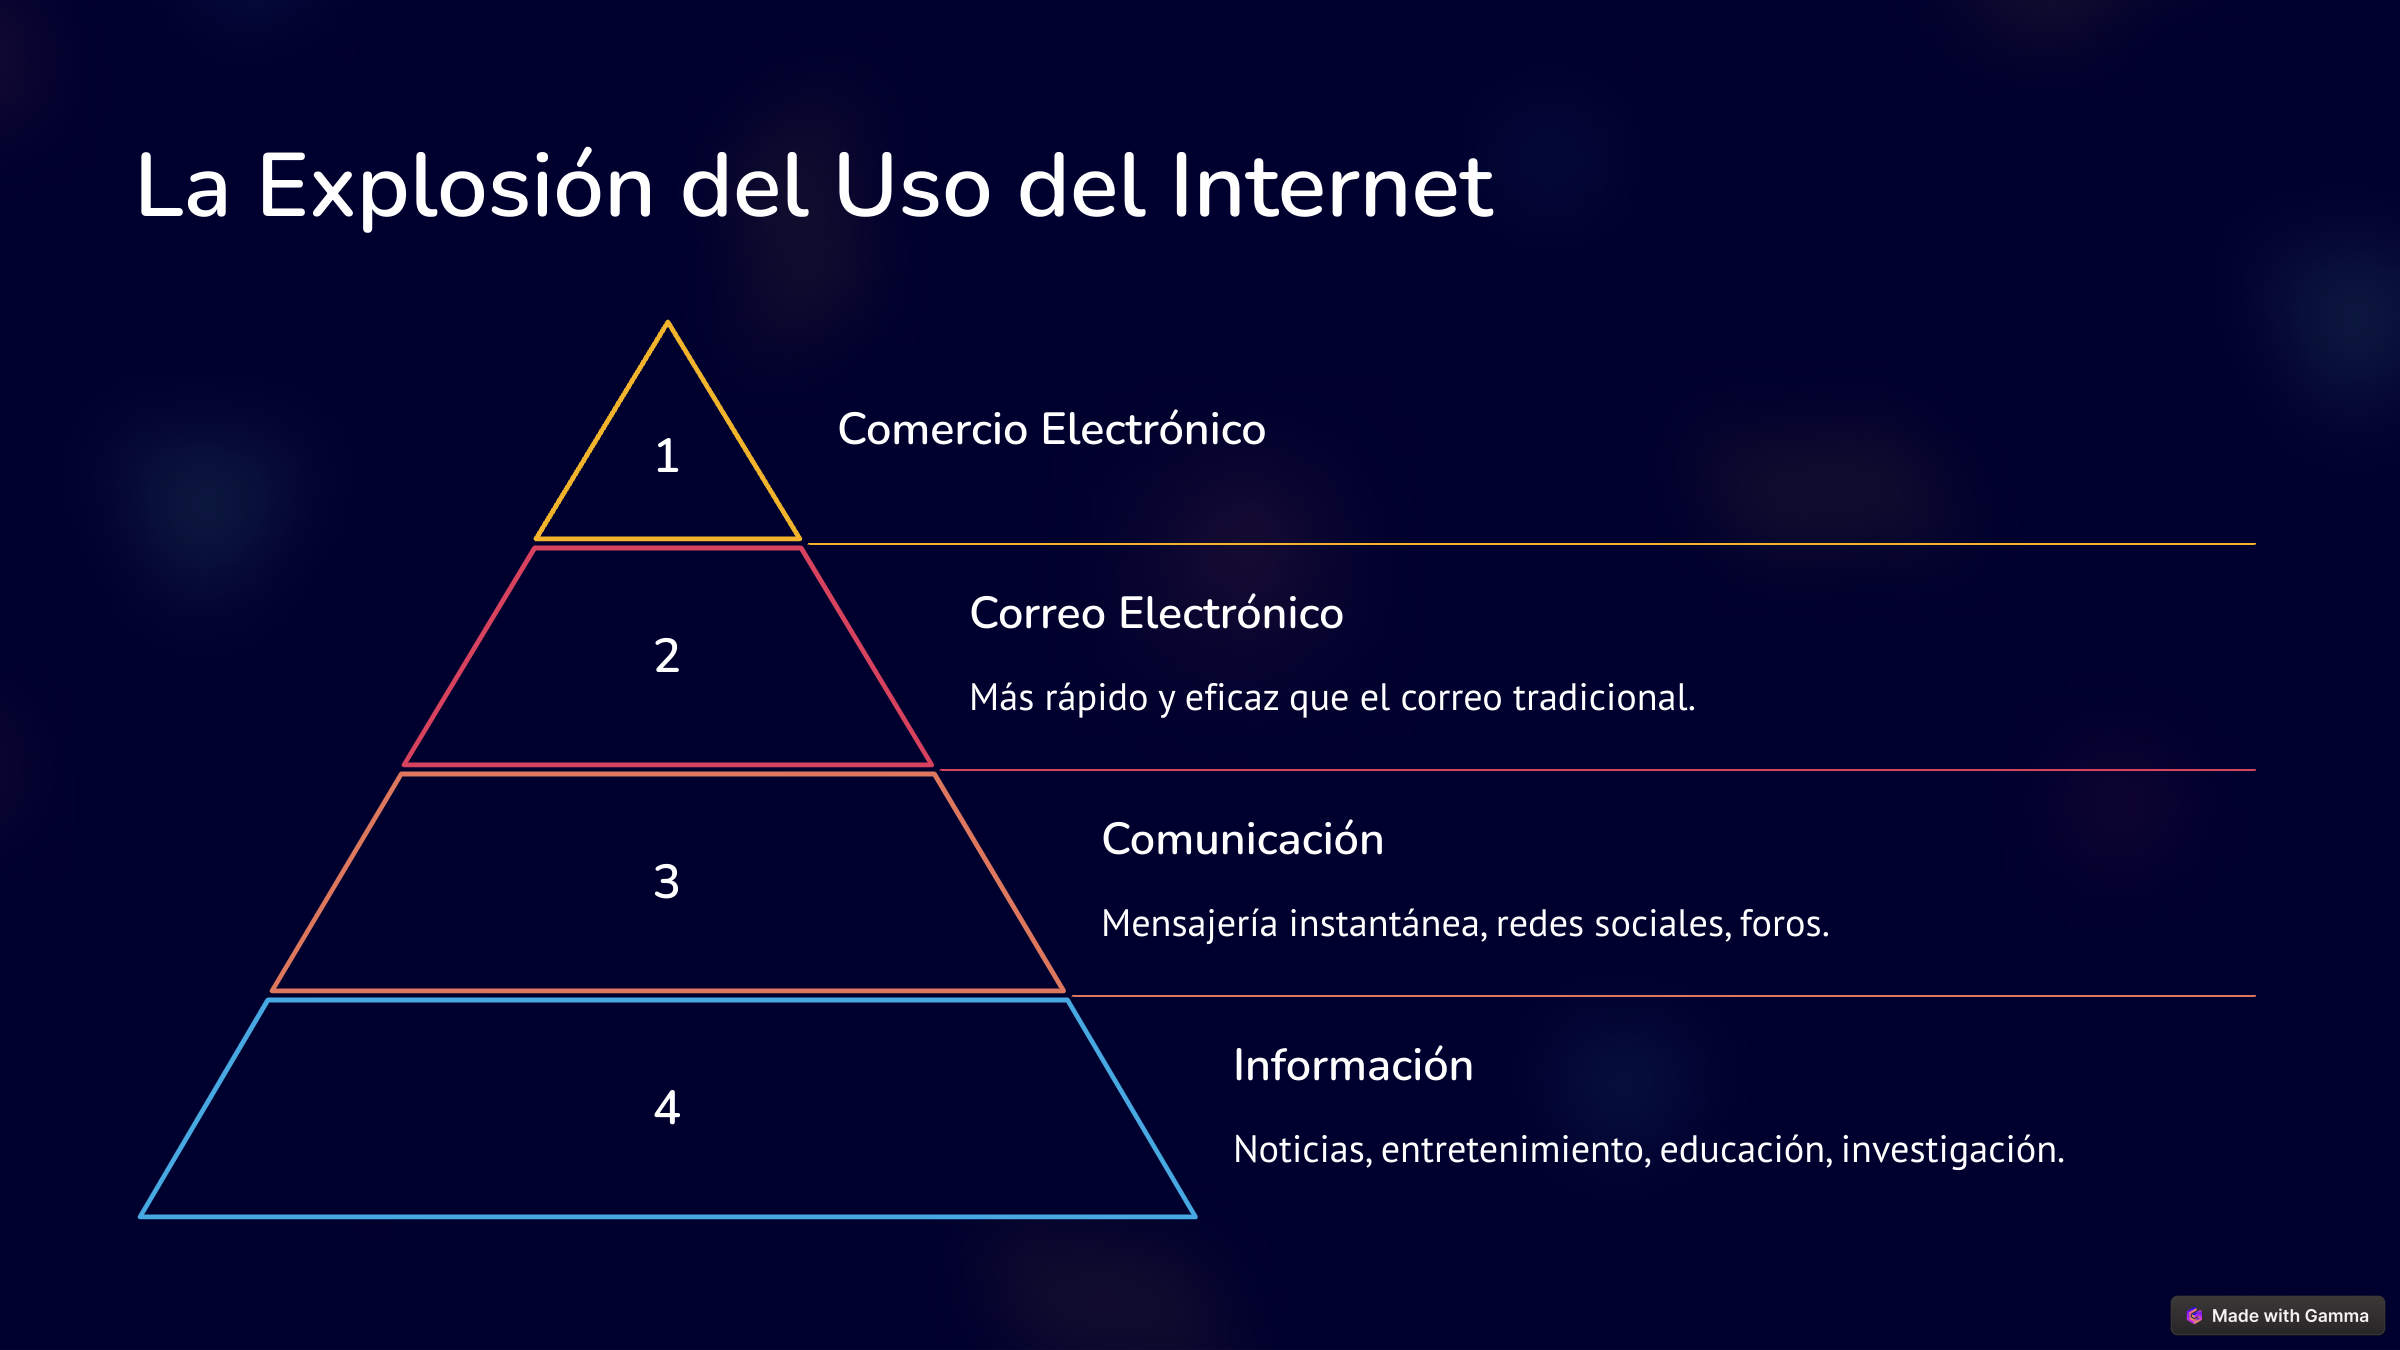 La Explosión del Uso del Internet
1
Comercio Electrónico
2
Correo Electrónico
Más rápido y eficaz que el correo tradicional.
3
Comunicación
Mensajería instantánea, redes sociales, foros.
4
Información
Noticias, entretenimiento, educación, investigación.
Made with Gamma